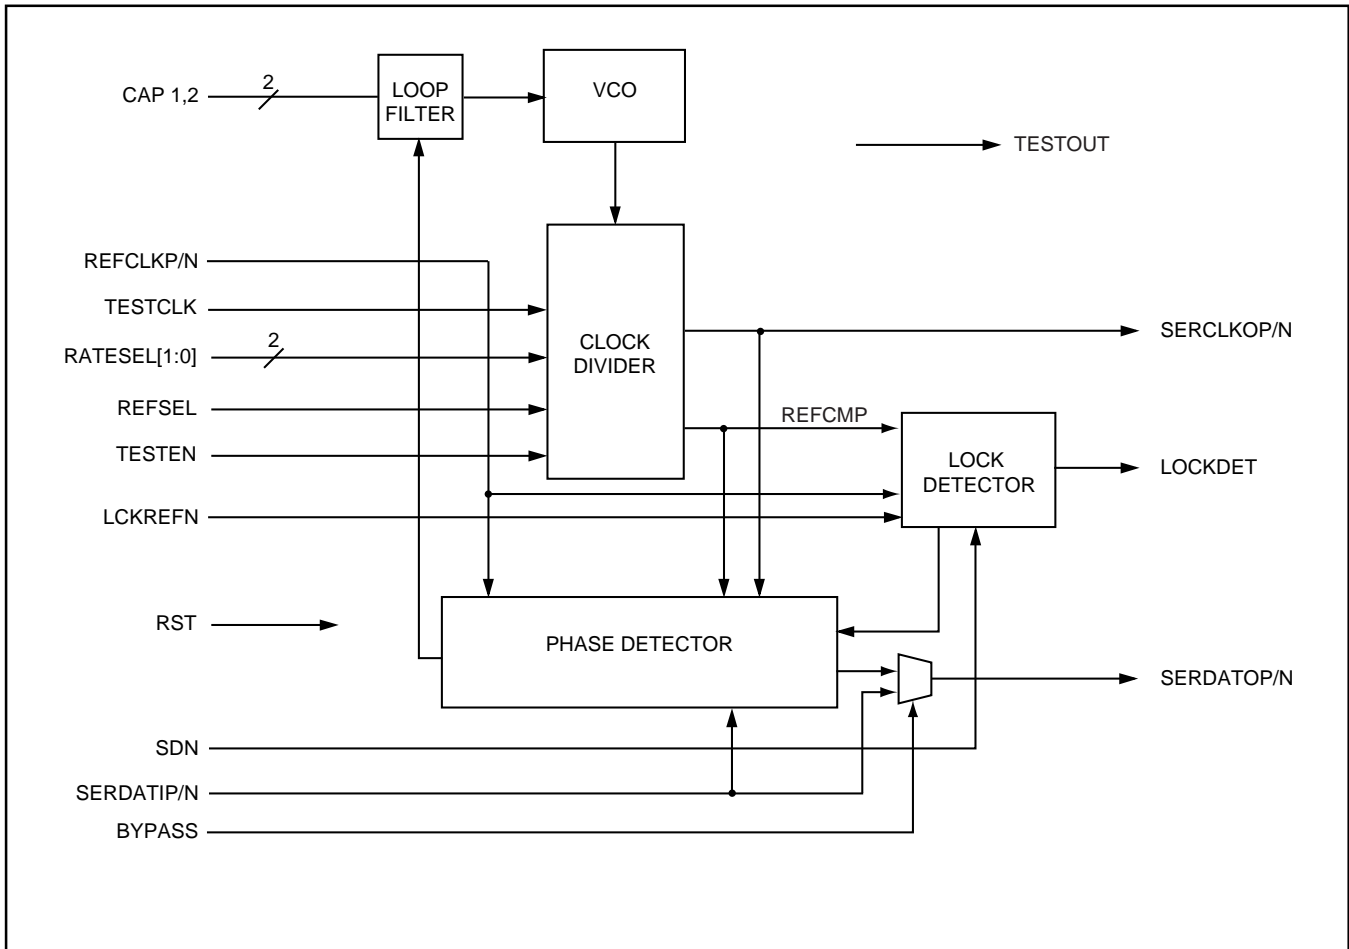 2
CAP 1,2
LOOP
FILTER
VCO
TESTOUT
REFCLKP/N
TESTCLK
2
RATESEL[1:0]
REFSEL
TESTEN
LCKREFN
CLOCK
DIVIDER
SERCLKOP/N
REFCMP
LOCK
DETECTOR
LOCKDET
RST
PHASE DETECTOR
SERDATOP/N
SDN
SERDATIP/N
BYPASS